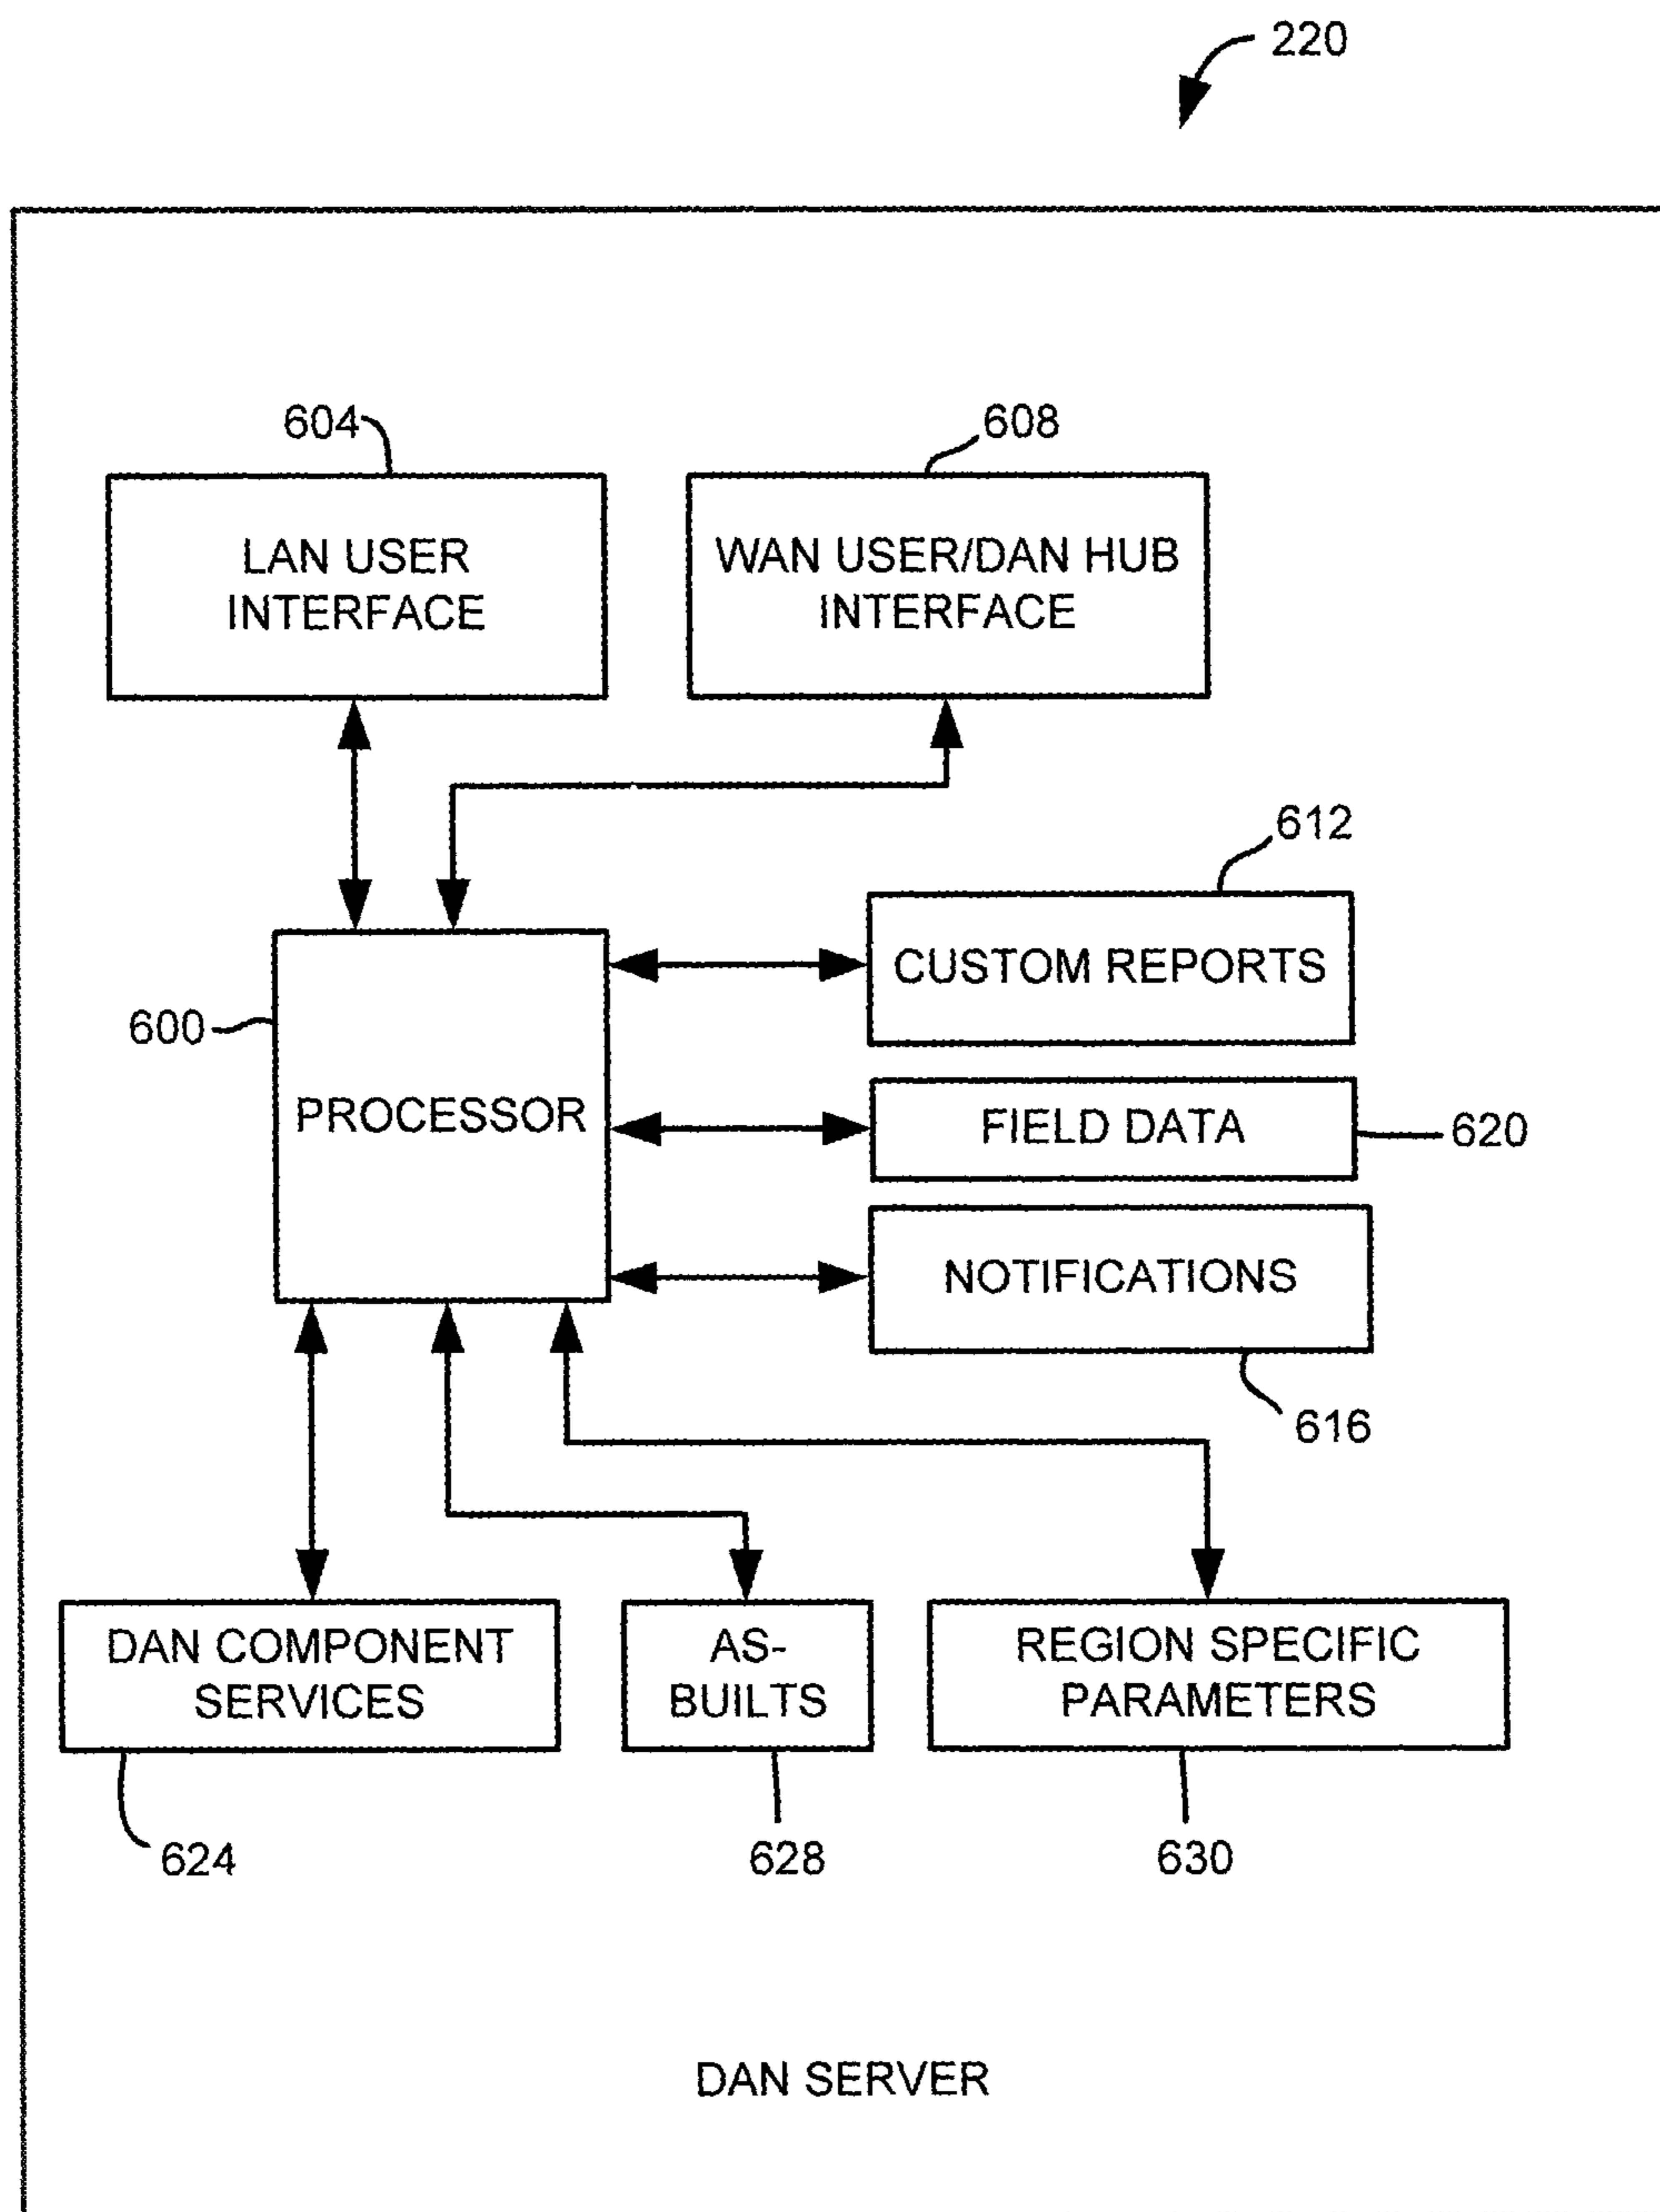 220
604
608
LAN USER
INTERFACE
WAN USER/DAN HUB
INTERFACE
612
CUSTOM REPORTS
600
PROCESSOR
FIELD DATA
620
NOTIFICATIONS
616
DAN COMPONENT
SERVICES
AS-
BUILTS
REGION SPECIFIC
PARAMETERS
624
628
630
DAN SERVER